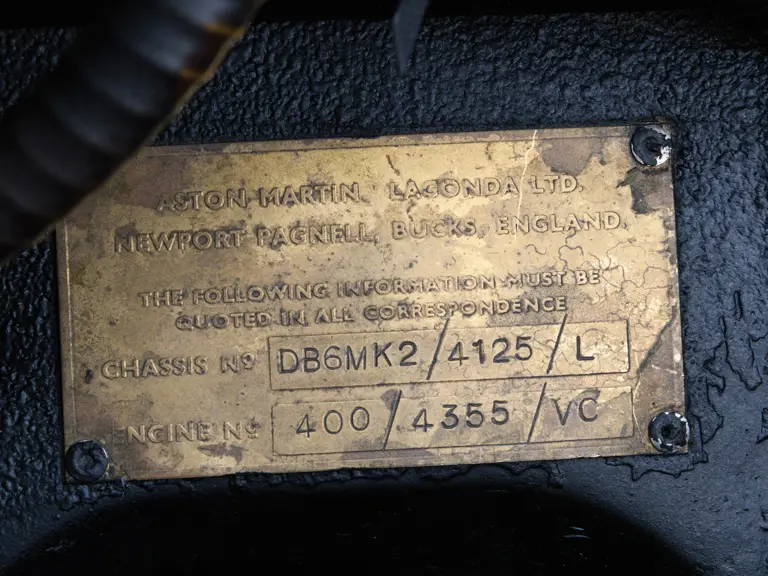 ASTON MARTIN LAGONDA LTD.
NEWPORT PAGNELL, BUCKS, ENGLAND.
THE FOLLOWING INFORMATION MUST BE
QUOTED IN ALL CORRESPONDENCE
CHASSIS Nº DB6MK2/4125/L
ENGINE Nº 400/4355/VC